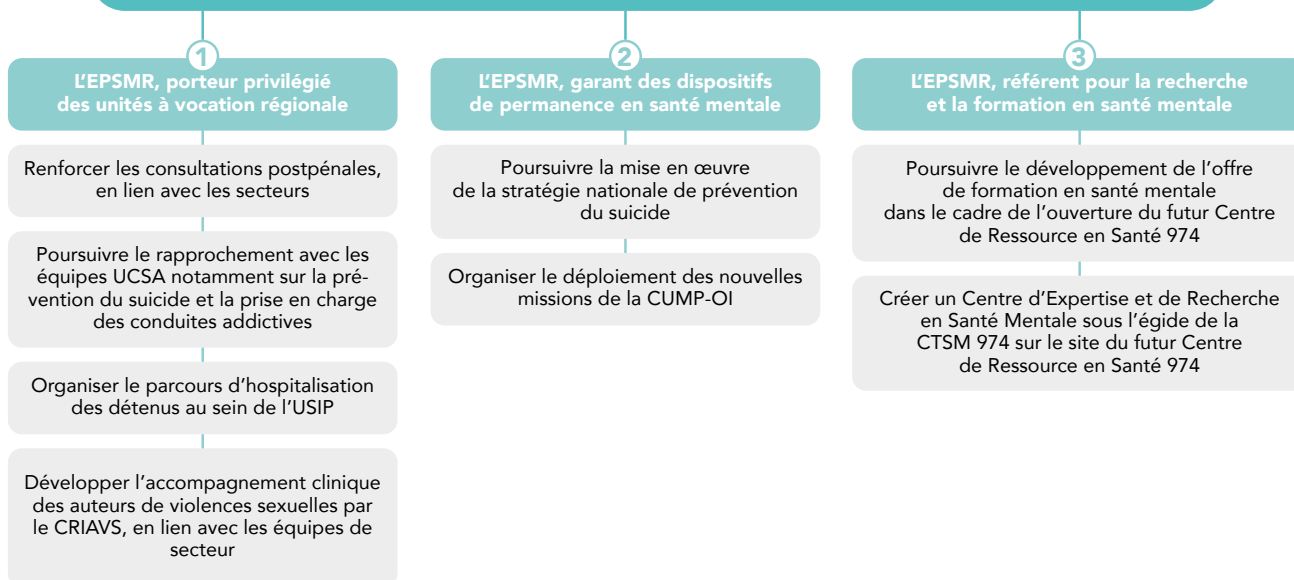 1
L'EPSMR, porteur privilégié
des unités à vocation régionale
Renforcer les consultations postpénales,
en lien avec les secteurs
Poursuivre le rapprochement avec les
équipes UCSA notamment sur la pré-
vention du suicide et la prise en charge
des conduites addictives
Organiser le parcours d'hospitalisation
des détenus au sein de l'USIP
Développer l'accompagnement clinique
des auteurs de violences sexuelles par
le CRIAVS, en lien avec les équipes de
secteur
2
L'EPSMR, garant des dispositifs
de permanence en santé mentale
Poursuivre la mise en œuvre
de la stratégie nationale de prévention
du suicide
Organiser le déploiement des nouvelles
missions de la CUMP-OI
3
L'EPSMR, référent pour la recherche
et la formation en santé mentale
Poursuivre le développement de l'offre
de formation en santé mentale
dans le cadre de l'ouverture du futur Centre
de Ressource en Santé 974
Créer un Centre d'Expertise et de Recherche
en Santé Mentale sous l'égide de la
CTSM 974 sur le site du futur Centre
de Ressource en Santé 974